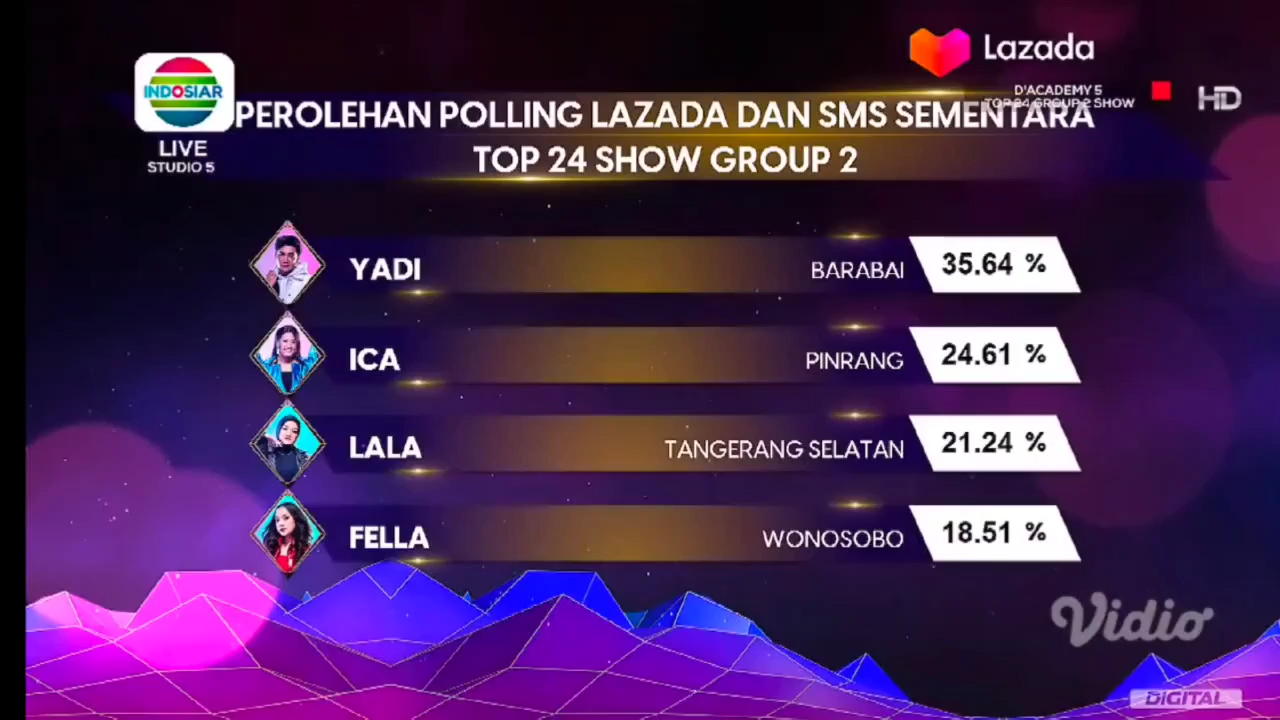 Lazada
INDOSIAR
LIVE
STUDIO 5
D'ACADEMY 5
TOP 24 GROUP 2 SHOW
HD
PEROLEHAN POLLING LAZADA DAN SMS SEMENTARA
TOP 24 SHOW GROUP 2
YADI BARABAI 35.64 %
ICA PINRANG 24.61 %
LALA TANGERANG SELATAN 21.24 %
FELLA WONOSOBO 18.51 %
Vidio
DIGITAL